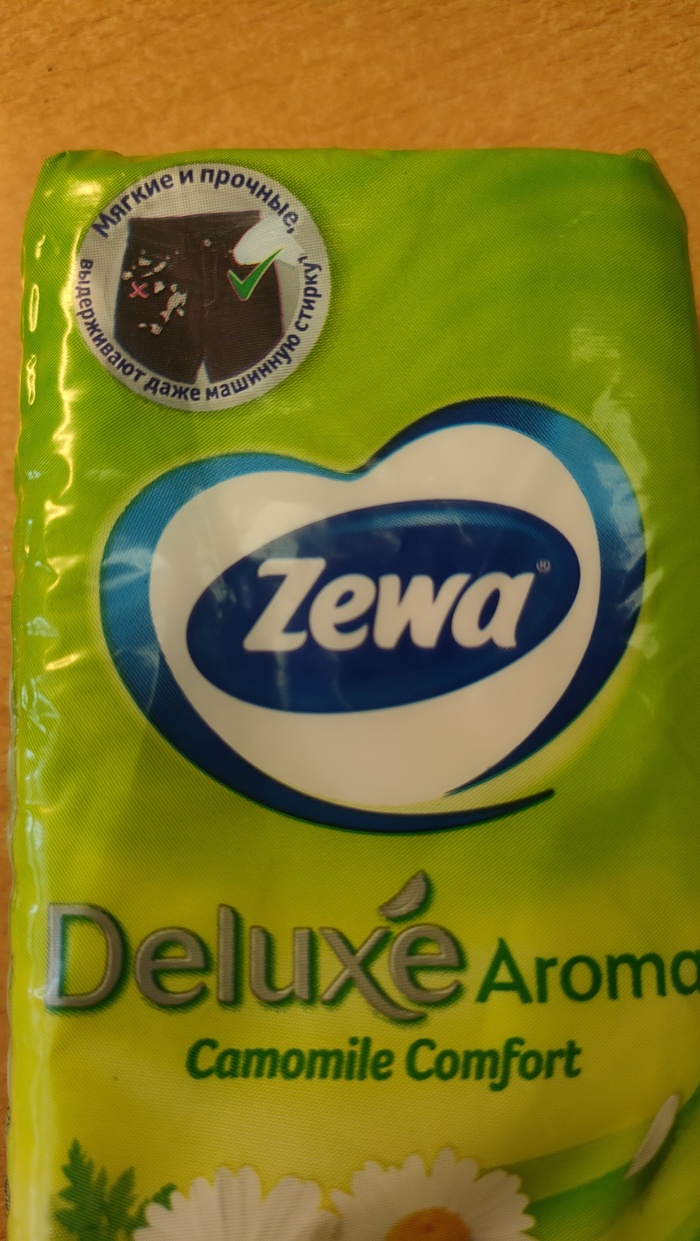 Мягкие и прочные,
выдерживают даже машинную стирку!
Zewa®
Deluxe Aroma
Camomile Comfort